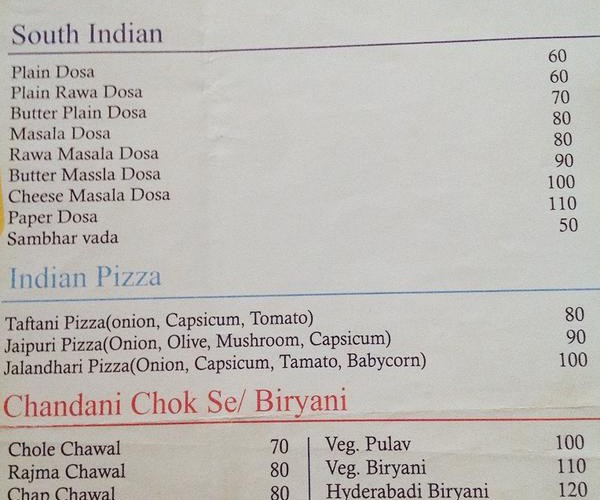 South Indian
Plain Dosa 60
Plain Rawa Dosa 60
Butter Plain Dosa 70
Masala Dosa 80
Rawa Masala Dosa 80
Butter Massla Dosa 90
Cheese Masala Dosa 100
Paper Dosa 110
Sambhar vada 50
Indian Pizza
Taftani Pizza(onion, Capsicum, Tomato) 80
Jaipuri Pizza(Onion, Olive, Mushroom, Capsicum) 90
Jalandhari Pizza(Onion, Capsicum, Tamato, Babycorn) 100
Chandani Chok Se/ Biryani
Chole Chawal 70 Veg. Pulav 100
Rajma Chawal 80 Veg. Biryani 110
Chap Chawal 80 Hyderabadi Biryani 120